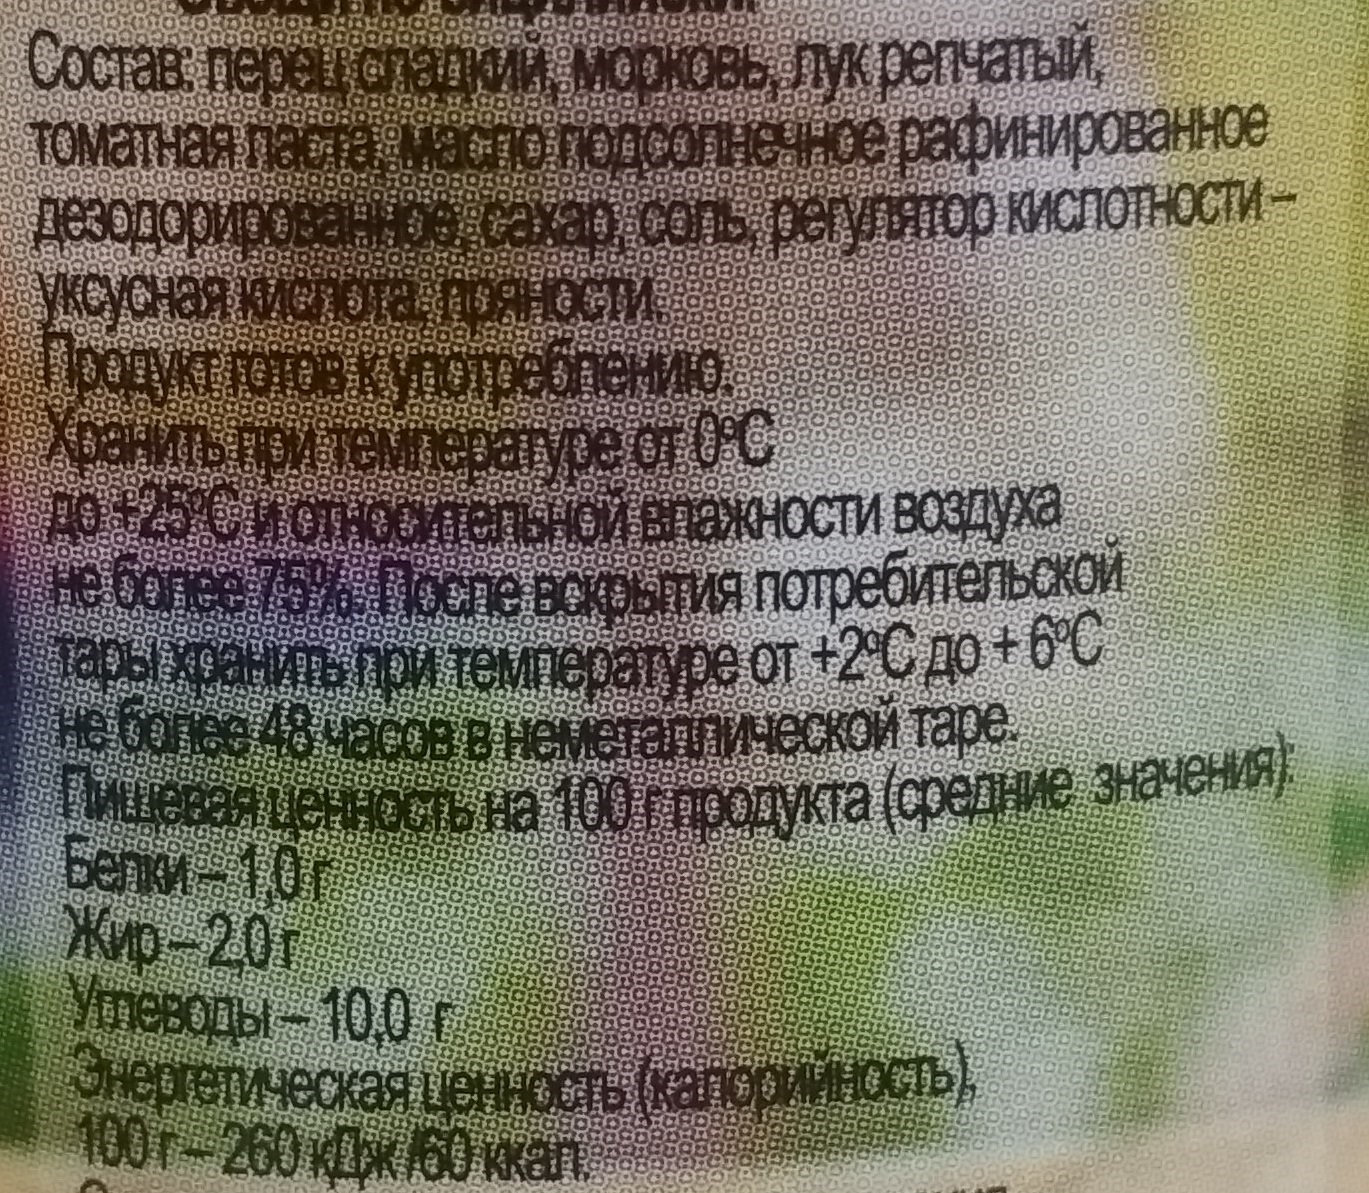 Состав: перец сладкий, морковь, лук репчатый,
томатная паста, масло подсолнечное рафинированное
дезодорированное, сахар, соль, регулятор кислотности –
уксусная кислота, пряности.
Продукт готов к употреблению.
Хранить при температуре от 0°С
до +25°С и относительной влажности воздуха
не более 75%. После вскрытия потребительской
тары хранить при температуре от +2°С до + 6°С
не более 48 часов в неметаллической таре.
Пищевая ценность на 100 г продукта (средние значения):
Белки – 1,0 г
Жир – 2,0 г
Углеводы – 10,0 г
Энергетическая ценность (калорийность),
100 г – 260 кДж /60 ккал.